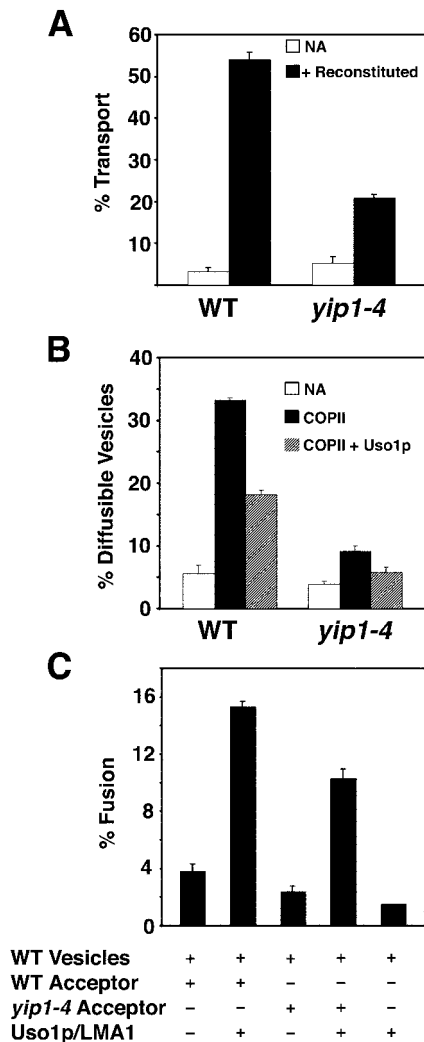 A
NA
+ Reconstituted
60
50
40
30
20
10
% Transport
WT yip1-4
B
40
30
20
10
0
% Diffusible Vesicles
NA
COPII
COPII + Uso1p
WT yip1-4
C
16
12
8
4
0
% Fusion
WT Vesicles + + + + +
WT Acceptor + + − − −
yip1-4 Acceptor − − + + −
Uso1p/LMA1 − + − + +